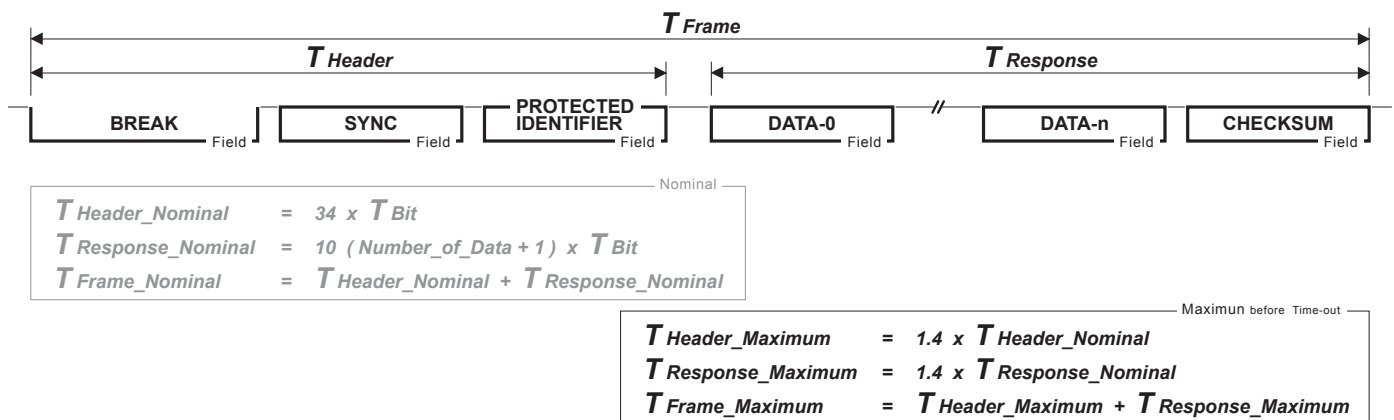 T Frame
T Header T Response
BREAK Field SYNC Field PROTECTED IDENTIFIER Field DATA-0 Field // DATA-n Field CHECKSUM Field
Nominal
T Header_Nominal = 34 x T Bit
T Response_Nominal = 10 ( Number_of_Data + 1 ) x T Bit
T Frame_Nominal = T Header_Nominal + T Response_Nominal
Maximun before Time-out
T Header_Maximum = 1.4 x T Header_Nominal
T Response_Maximum = 1.4 x T Response_Nominal
T Frame_Maximum = T Header_Maximum + T Response_Maximum